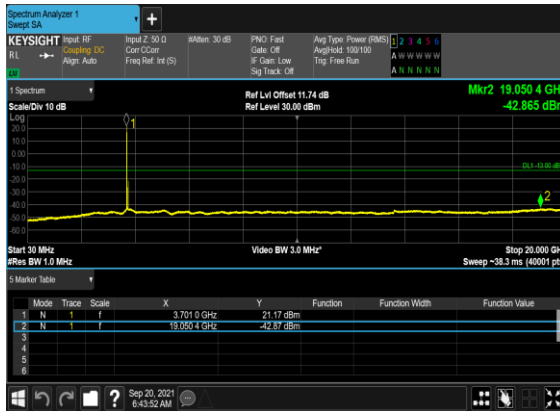 Spectrum Analyzer 1
Swept SA
KEYSIGHT Input: RF Input Z: 50 Ω #Atten: 30 dB PNO: Fast Avg Type: Power (RMS) 1 2 3 4 5 6
RL Coupling: DC Corr CCorr Gate: Off Avg|Hold: 100/100 A W W W W W
Align: Auto Freq Ref: Int (S) IF Gain: Low Trig: Free Run
Sig Track: Off A N N N N N
1 Spectrum
Scale/Div 10 dB Ref Lvl Offset 11.74 dB Mkr2 19.050 4 GHz
Ref Level 30.00 dBm -42.865 dBm
Log
20.0 1
10.0
0.00
-10.0 DL1 -13.00 dB
-20.0
-30.0
-40.0 2
-50.0
-60.0
Start 30 MHz Video BW 3.0 MHz* Stop 20.000 GH
#Res BW 1.0 MHz Sweep ~38.3 ms (40001 pt
5 Marker Table
Mode Trace Scale X Y Function Function Width Function Value
1 N 1 f 3.701 0 GHz 21.17 dBm
2 N 1 f 19.050 4 GHz -42.87 dBm
3
4
5
6
? Sep 20, 2021
6:43:52 AM